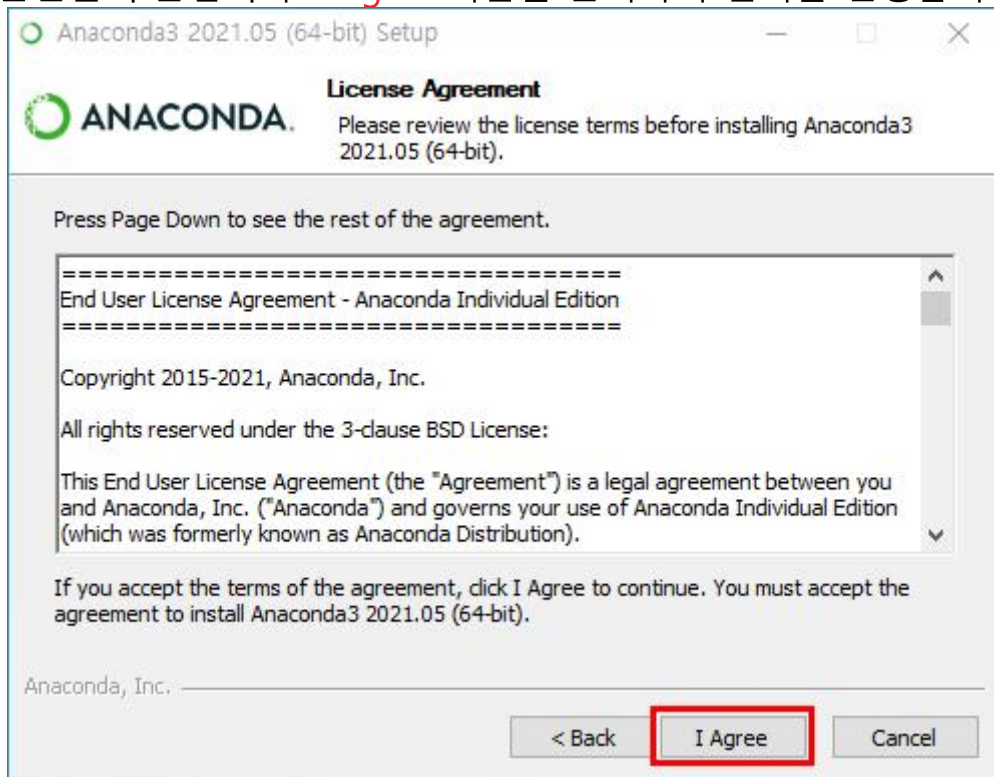 Anaconda3 2021.05 (64-bit) Setup
ANACONDA.
License Agreement
Please review the license terms before installing Anaconda3
2021.05 (64-bit).
Press Page Down to see the rest of the agreement.
===================================
End User License Agreement - Anaconda Individual Edition
===================================
Copyright 2015-2021, Anaconda, Inc.
All rights reserved under the 3-clause BSD License:
This End User License Agreement (the "Agreement") is a legal agreement between you
and Anaconda, Inc. ("Anaconda") and governs your use of Anaconda Individual Edition
(which was formerly known as Anaconda Distribution).
If you accept the terms of the agreement, click I Agree to continue. You must accept the
agreement to install Anaconda3 2021.05 (64-bit).
Anaconda, Inc.
< Back
I Agree
Cancel